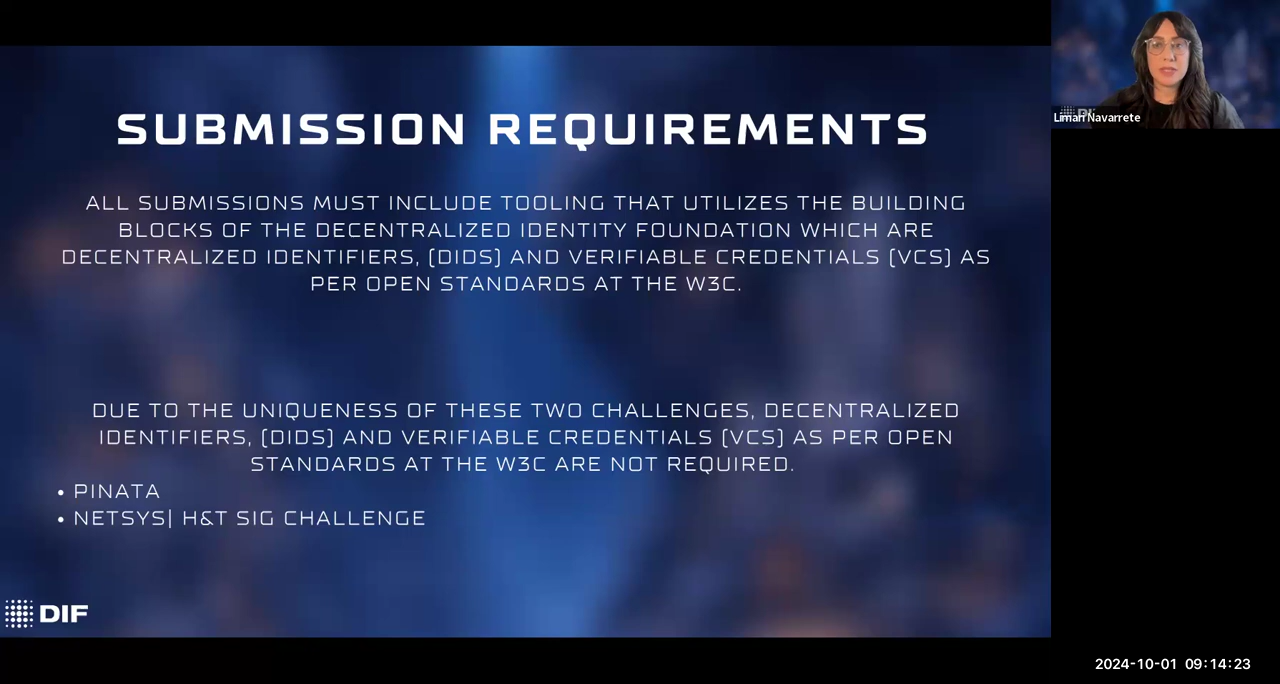 SUBMISSION REQUIREMENTS
ALL SUBMISSIONS MUST INCLUDE TOOLING THAT UTILIZES THE BUILDING
BLOCKS OF THE DECENTRALIZED IDENTITY FOUNDATION WHICH ARE
DECENTRALIZED IDENTIFIERS, (DIDS) AND VERIFIABLE CREDENTIALS (VCS) AS
PER OPEN STANDARDS AT THE W3C.
DUE TO THE UNIQUENESS OF THESE TWO CHALLENGES, DECENTRALIZED
IDENTIFIERS, (DIDS) AND VERIFIABLE CREDENTIALS (VCS) AS PER OPEN
STANDARDS AT THE W3C ARE NOT REQUIRED.
• PINATA
• NETSYS| H&T SIG CHALLENGE
DIF
Limari Navarrete
2024-10-01 09:14:23